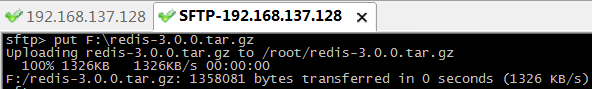 192.168.137.128 SFTP-192.168.137.128
sftp> put F:\redis-3.0.0.tar.gz
Uploading redis-3.0.0.tar.gz to /root/redis-3.0.0.tar.gz
100% 1326KB 1326KB/s 00:00:00
F:/redis-3.0.0.tar.gz: 1358081 bytes transferred in 0 seconds (1326 KB/s)